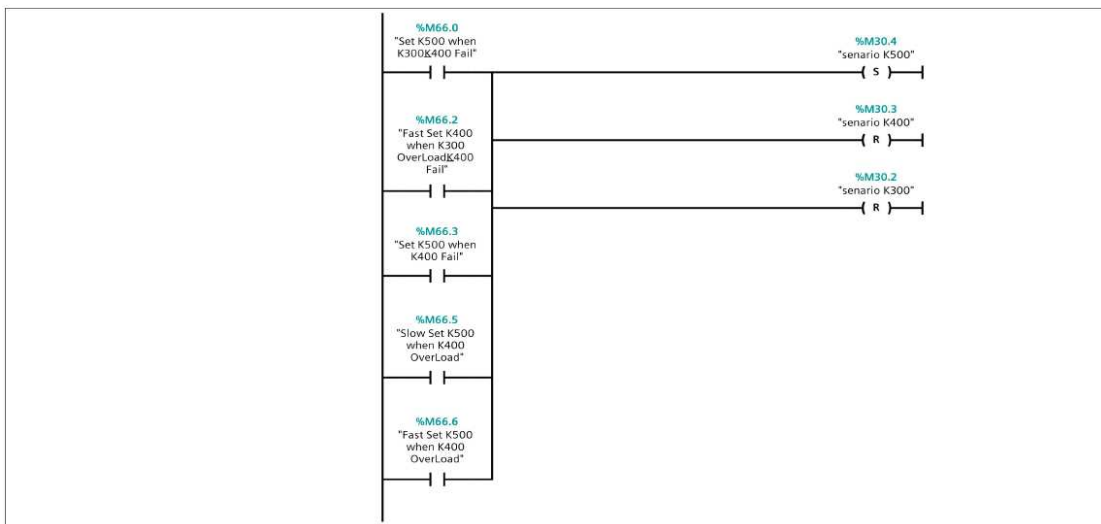 %M66.0
"Set K500 when
K300K400 Fail"
%M30.4
"senario K500"
S
%M66.2
"Fast Set K400
when K300
OverLoadK400
Fail"
%M30.3
"senario K400"
R
%M30.2
"senario K300"
R
%M66.3
"Set K500 when
K400 Fail"
%M66.5
"Slow Set K500
when K400
OverLoad"
%M66.6
"Fast Set K500
when K400
OverLoad"